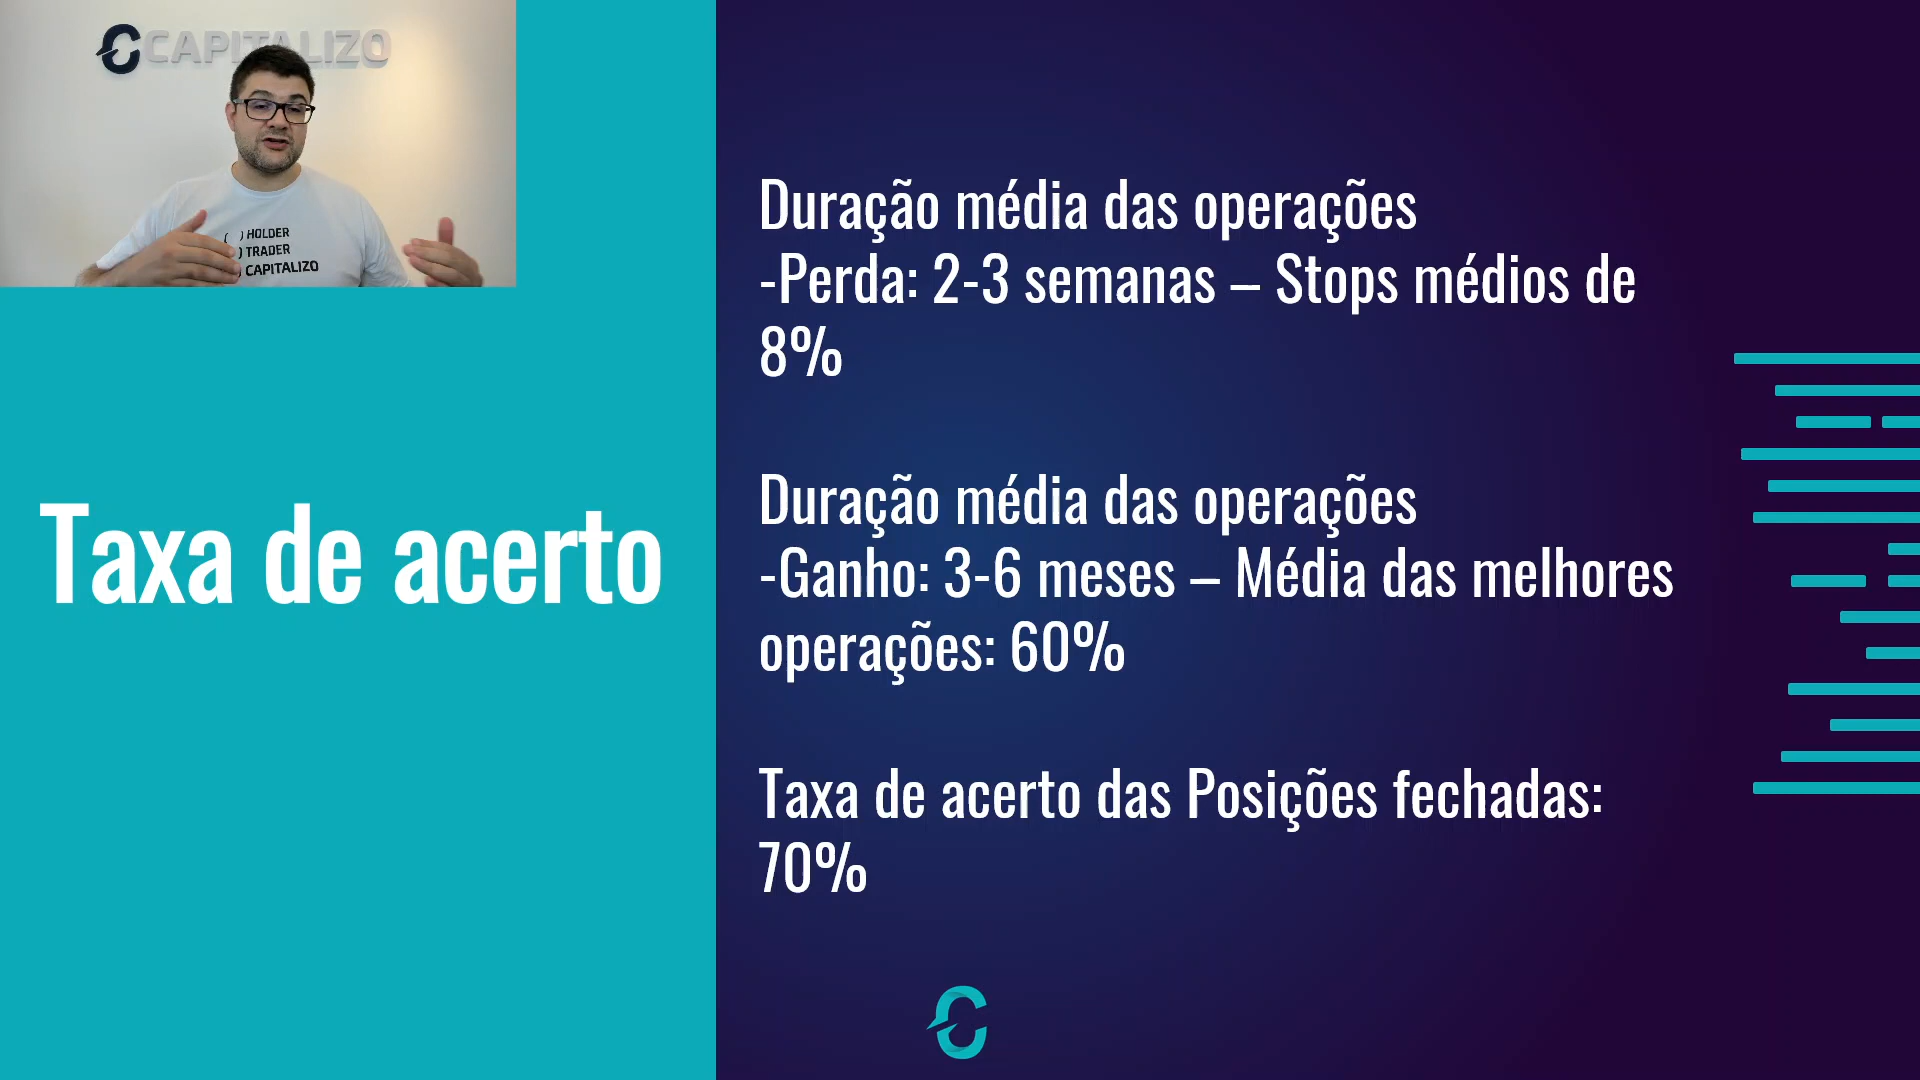 CAPITALIZO
( ) HOLDER
) TRADER
) CAPITALIZO
Taxa de acerto
Duração média das operações
-Perda: 2-3 semanas – Stops médios de
8%
Duração média das operações
-Ganho: 3-6 meses – Média das melhores
operações: 60%
Taxa de acerto das Posições fechadas:
70%